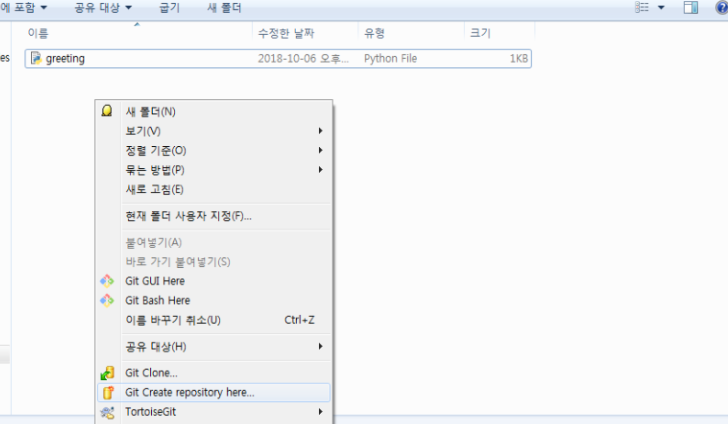 에 포함 공유 대상 굽기 새 폴더
이름 수정한 날짜 유형 크기
es greeting 2018-10-06 오후... Python File 1KB
새 폴더(N)
보기(V)
정렬 기준(O)
묶는 방법(P)
새로 고침(E)
현재 폴더 사용자 지정(F)...
붙여넣기(A)
바로 가기 붙여넣기(S)
Git GUI Here
Git Bash Here
이름 바꾸기 취소(U) Ctrl+Z
공유 대상(H)
Git Clone...
Git Create repository here...
TortoiseGit